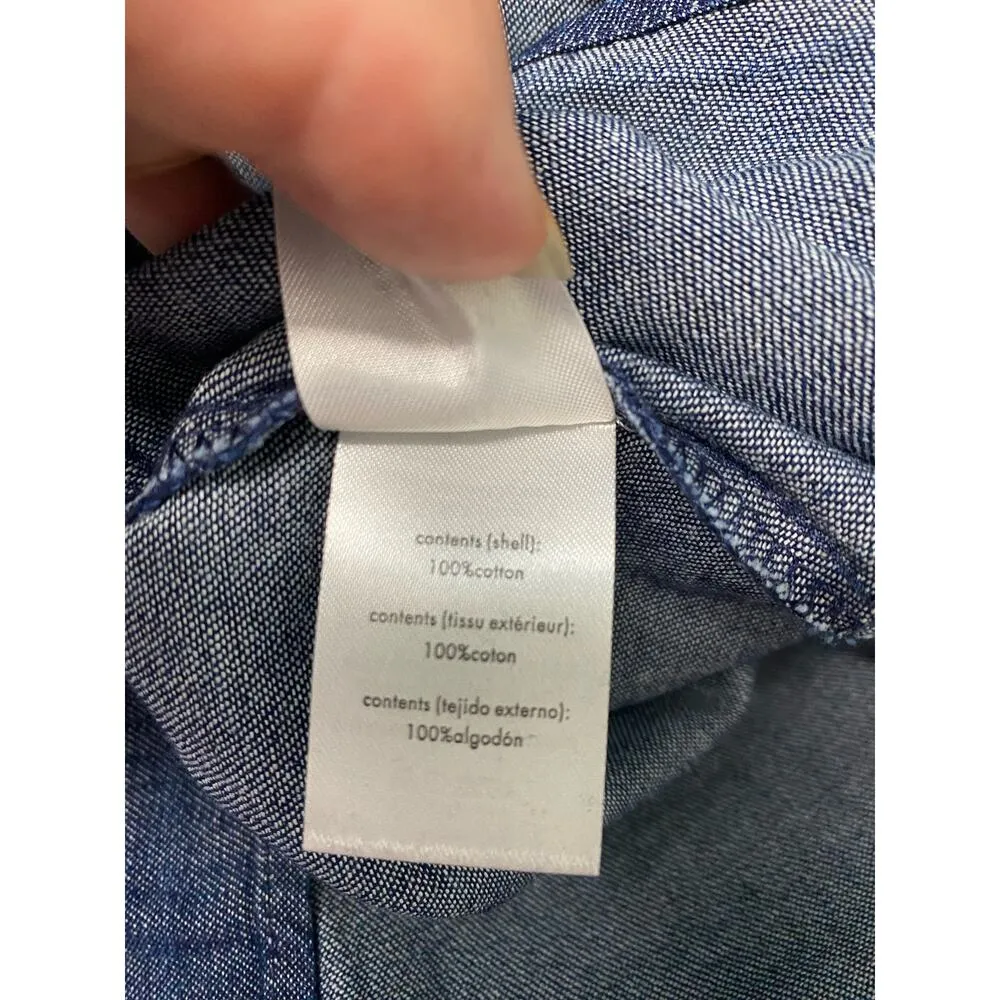 contents (shell):
100%cotton
contents (tissu extérieur):
100%coton
contents (tejido externo):
100%algodón